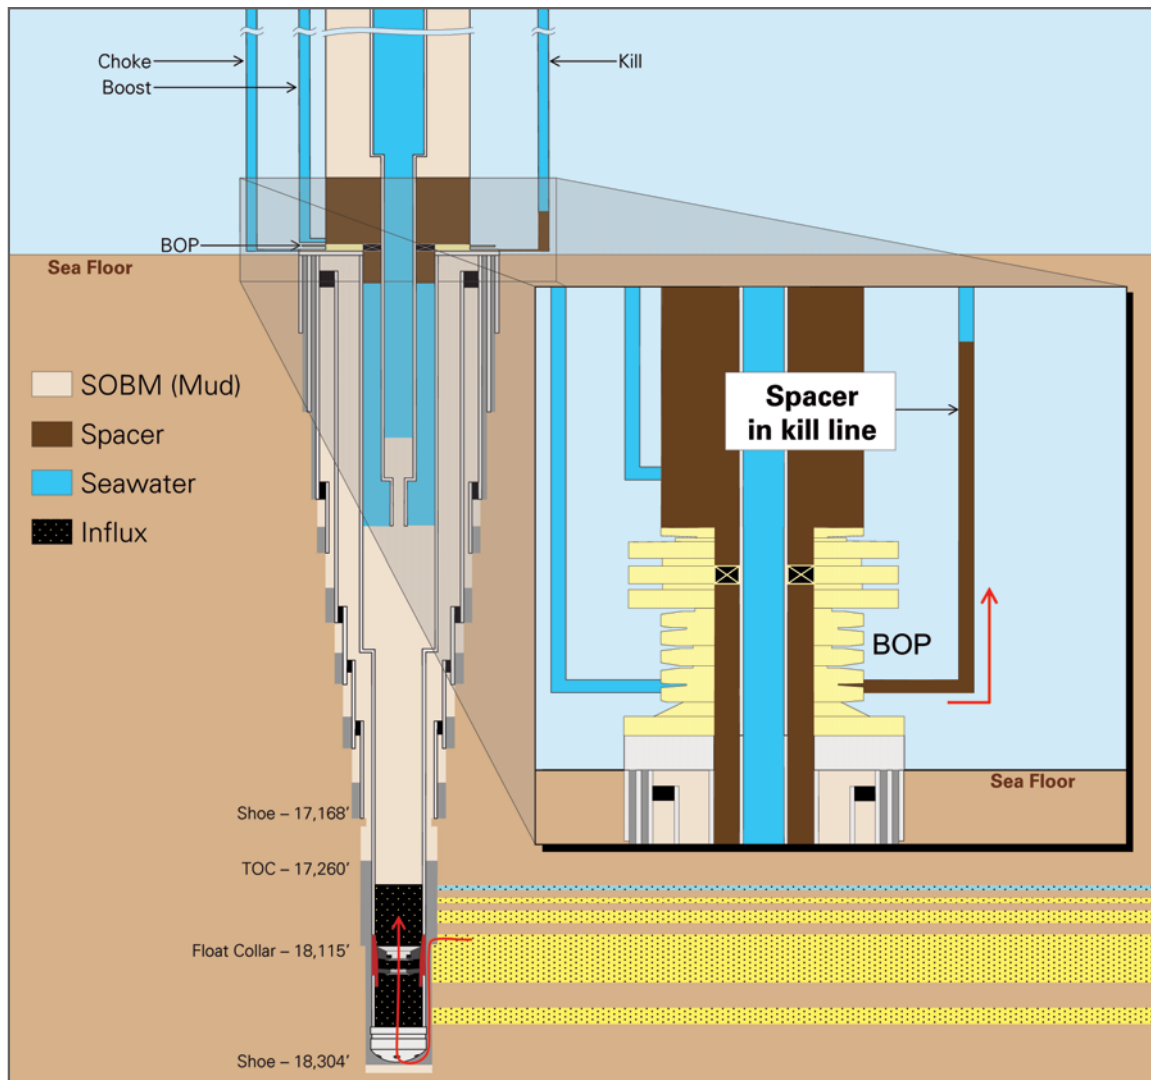 Choke
Boost
Kill
BOP
Sea Floor
SOBM (Mud)
Spacer
Seawater
Influx
Spacer
in kill line
BOP
Sea Floor
Shoe – 17,168'
TOC – 17,260'
Float Collar – 18,115'
Shoe – 18,304'